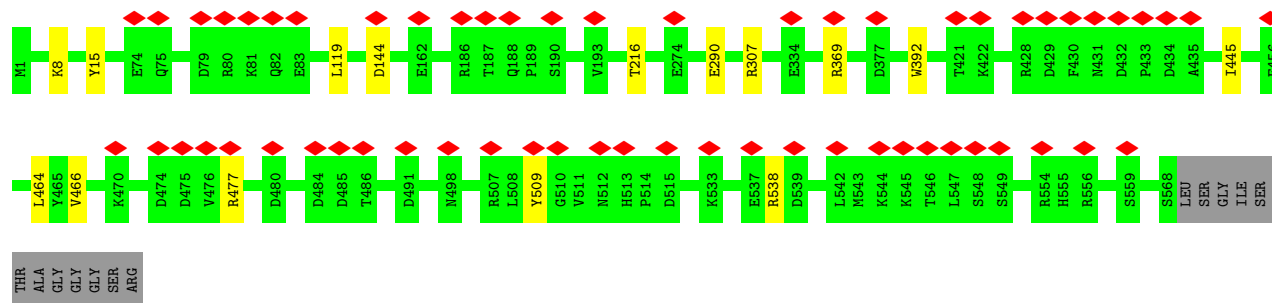 M1 K8 Y15 E74 Q75 D79 R80 K81 Q82 E83 L119 D144 E162 R186 T187 Q188 P189 S190 V193 T216 E274 E290 R307 E334 R369 D377 W392 T421 K422 R428 D429 F430 N431 D432 P433 D434 A435 I445
L464 Y465 V466 K470 D474 D475 V476 R477 D480 D484 D485 T486 D491 N498 R507 L508 Y509 G510 V511 N512 H513 P514 D515 K533 E537 R538 D539 L542 M543 K544 K545 T546 L547 S548 S549 R554 H555 R556 S559 S568 LEU SER GLY ILE SER
THR ALA GLY GLY GLY SER ARG